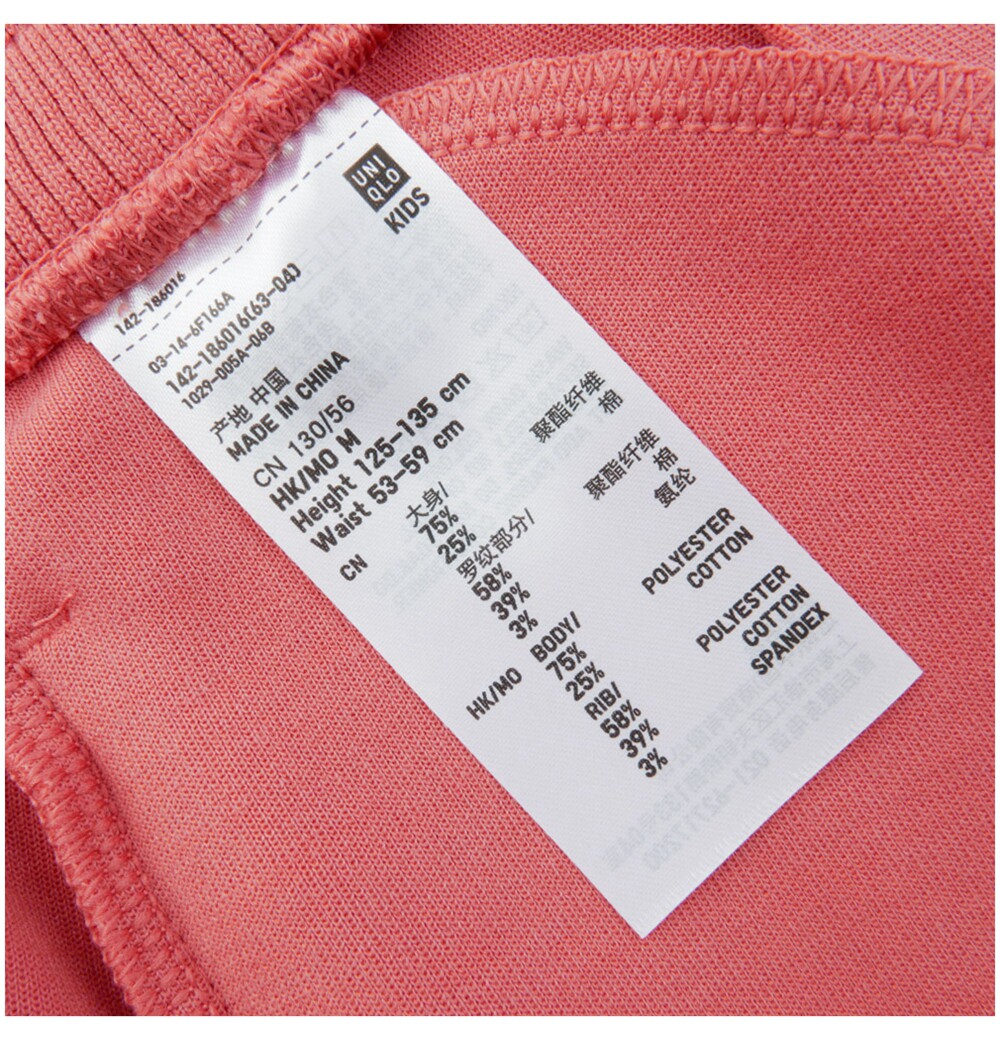 UNI
QLO
KIDS
142-186016
03-14-6F166A
142-186016(63-04)
1029-005A-06B
产地 中国
MADE IN CHINA
CN 130/56
HK/MO M
Height 125-135 cm
Waist 53-59 cm
CN 大身/
75% 聚酯纤维
25% 棉
罗纹部分/
58% 聚酯纤维
39% 棉
3% 氨纶
HK/MO BODY/
75% POLYESTER
25% COTTON
RIB/
58% POLYESTER
39% COTTON
3% SPANDEX